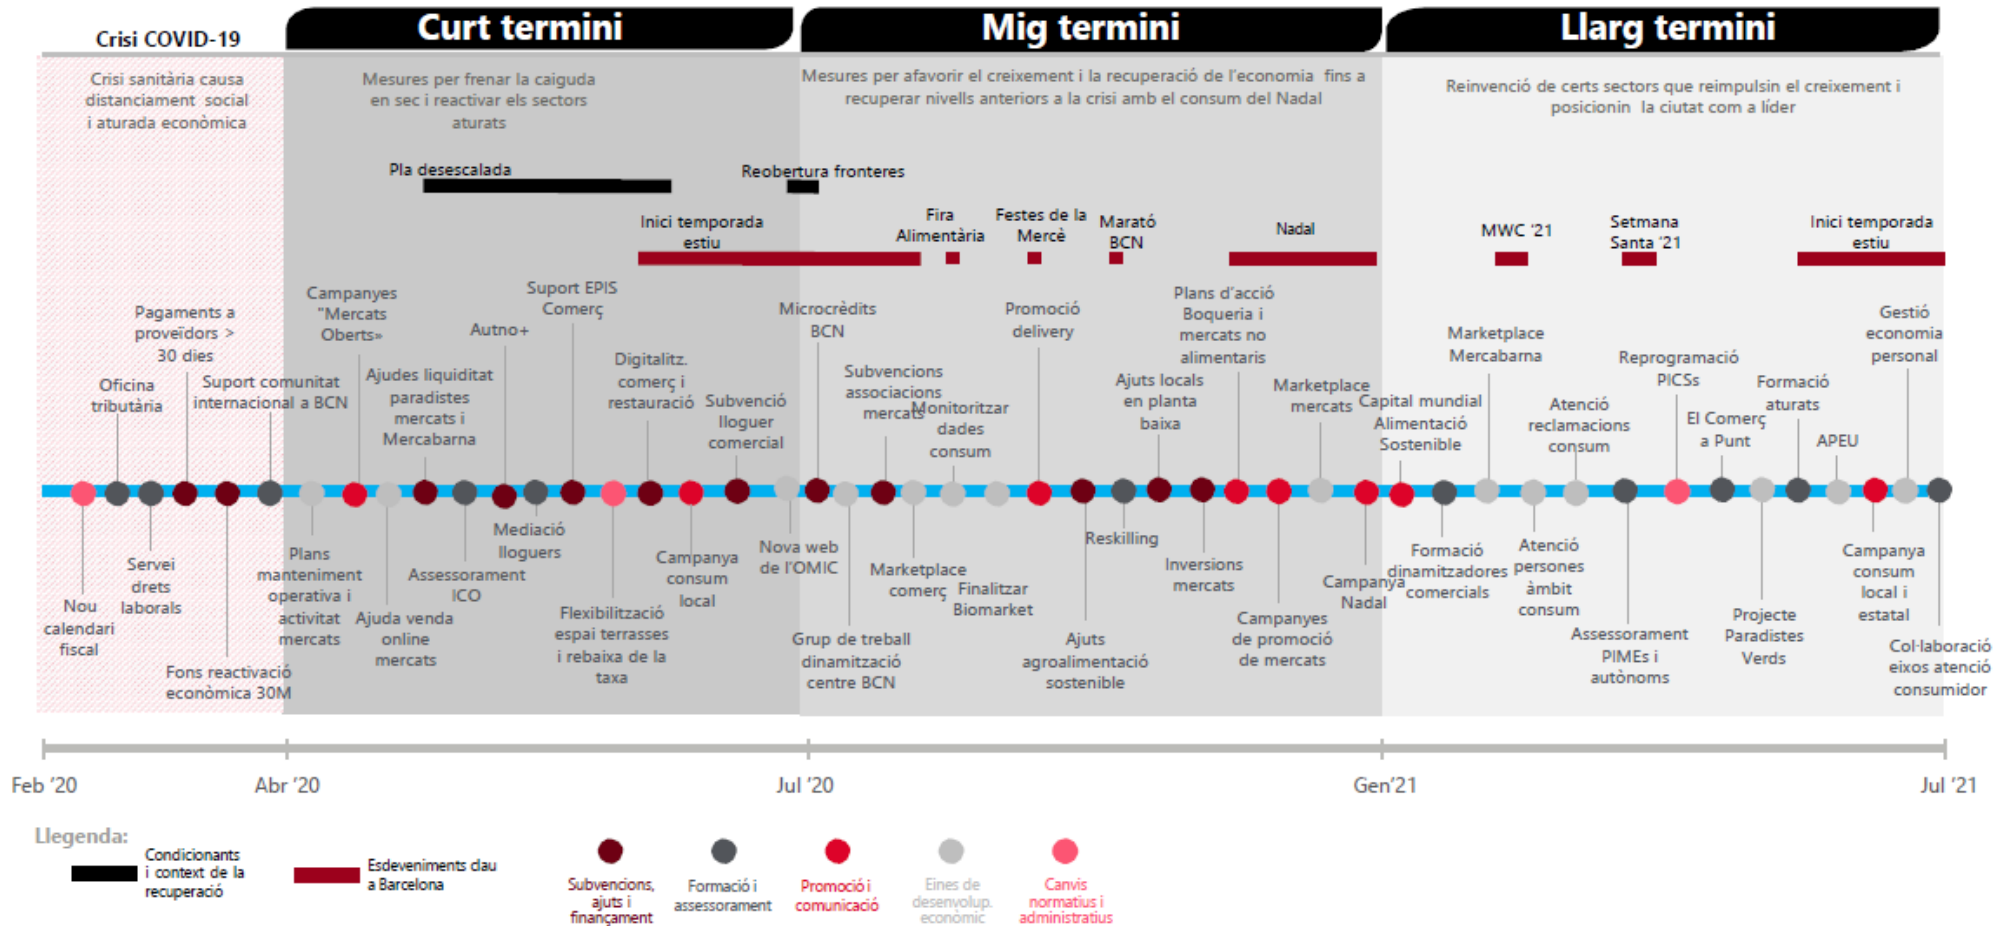 Crisi COVID-19
Curt termini
Mig termini
Llarg termini
Crisi sanitària causa
distanciament social
i aturada econòmica
Mesures per frenar la caiguda
en sec i reactivar els sectors
aturats
Mesures per afavorir el creixement i la recuperació de l'economia fins a
recuperar nivells anteriors a la crisi amb el consum del Nadal
Reinvenció de certs sectors que reimpulsin el creixement i
posicionin la ciutat com a líder
Pla desescalada
Reobertura fronteres
Inici temporada
estiu
Fira
Alimentària
Festes de la
Mercè
Marató
BCN
Nadal
MWC '21
Setmana
Santa '21
Inici temporada
estiu
Oficina
tributària
Pagaments a
proveïdors >
30 dies
Suport comunitat
internacional a BCN
Campanyes
"Mercats
Oberts»
Ajudes liquiditat
paradistes
mercats i
Mercabarna
Autno+
Suport EPIS
Comerç
Digitalitz.
comerç i
restauració
Subvenció
lloguer
comercial
Microcrèdits
BCN
Subvencions
associacions
mercats
Monitoritzar
dades
consum
Promoció
delivery
Ajuts locals
en planta
baixa
Plans d'acció
Boqueria i
mercats no
alimentaris
Marketplace
mercats
Capital mundial
Alimentació
Sostenible
Marketplace
Mercabarna
Atenció
reclamacions
consum
Reprogramació
PICSs
El Comerç
a Punt
Formació
aturats
APEU
Gestió
economia
personal
Nou
calendari
fiscal
Servei
drets
laborals
Fons reactivació
econòmica 30M
Plans
manteniment
operativa i
activitat
mercats
Ajuda venda
online
mercats
Assessorament
ICO
Mediació
lloguers
Flexibilització
espai terrasses
i rebaixa de la
taxa
Campanya
consum
local
Nova web
de l'OMIC
Grup de treball
dinamització
centre BCN
Marketplace
comerç
Finalitzar
Biomarket
Ajuts
agroalimentació
sostenible
Reskilling
Inversions
mercats
Campanyes
de promoció
de mercats
Campanya
Nadal
Formació
dinamitzadores
comercials
Atenció
persones
àmbit
consum
Assessorament
PIMEs i
autònoms
Projecte
Paradistes
Verds
Campanya
consum
local i
estatal
Col·laboració
eixos atenció
consumidor
Feb '20
Abr '20
Jul '20
Gen'21
Jul '21
Llegenda:
Condicionants
i context de la
recuperació
Esdeveniments clau
a Barcelona
Subvencions,
ajuts i
finançament
Formació i
assessorament
Promoció i
comunicació
Eines de
desenvolup.
econòmic
Canvis
normatius i
administratius